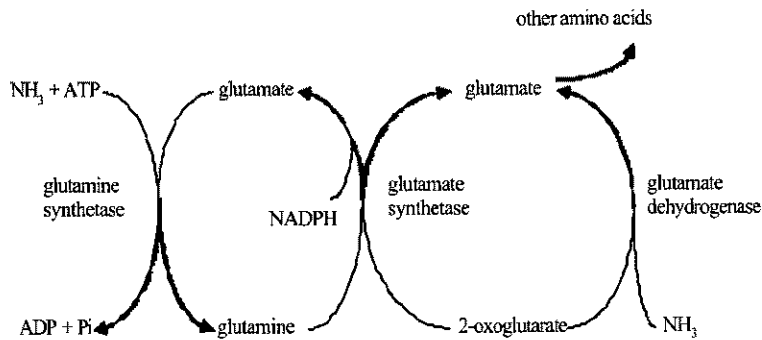 other amino acids
NH₃ + ATP
glutamate
glutamate
glutamine
synthetase
NADPH
glutamate
synthetase
glutamate
dehydrogenase
ADP + Pi
glutamine
2-oxoglutarate
NH₃